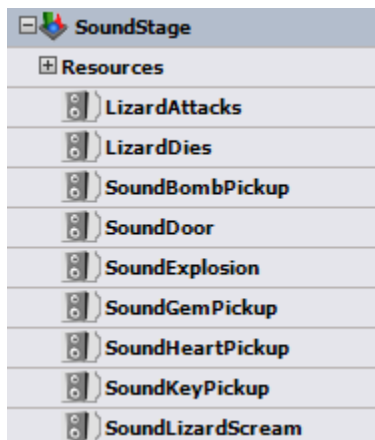 SoundStage
Resources
LizardAttacks
LizardDies
SoundBombPickup
SoundDoor
SoundExplosion
SoundGemPickup
SoundHeartPickup
SoundKeyPickup
SoundLizardScream